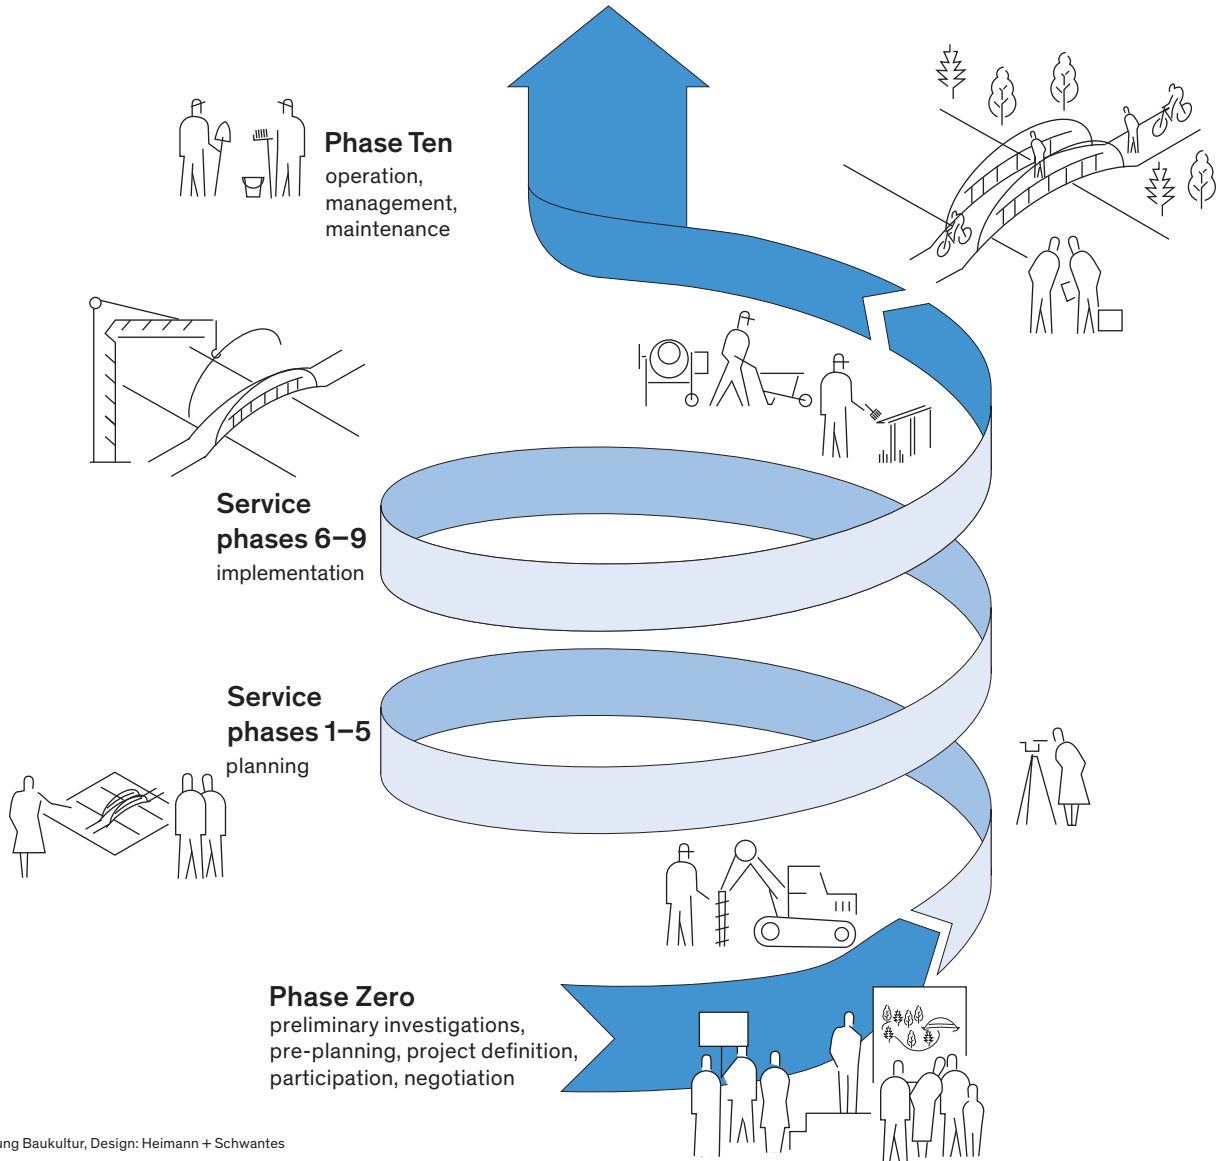 Phase Ten
operation,
management,
maintenance
Service
phases 6–9
implementation
Service
phases 1–5
planning
Phase Zero
preliminary investigations,
pre-planning, project definition,
participation, negotiation
Baukultur, Design: Heimann + Schwantes